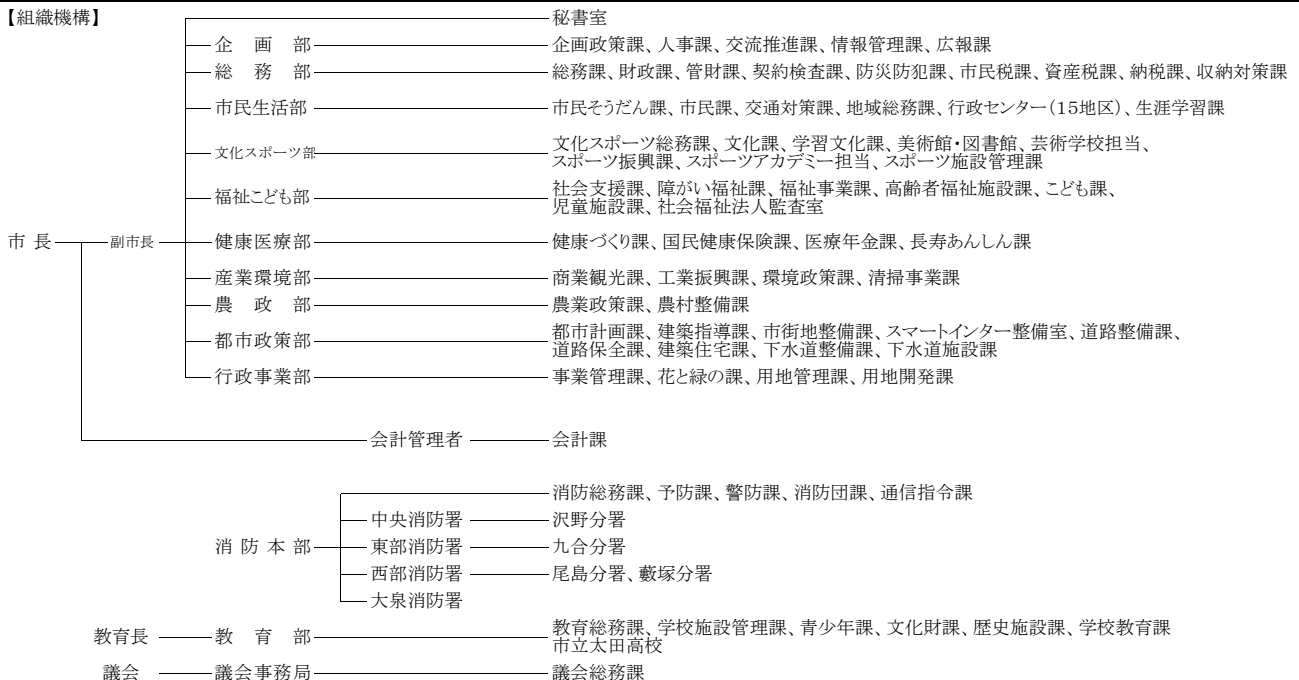 【組織機構】
秘書室
企画部 企画政策課、人事課、交流推進課、情報管理課、広報課
総務部 総務課、財政課、管財課、契約検査課、防災防犯課、市民税課、資産税課、納税課、収納対策課
市民生活部 市民そうだん課、市民課、交通対策課、地域総務課、行政センター(15地区)、生涯学習課
文化スポーツ部 文化スポーツ総務課、文化課、学習文化課、美術館・図書館、芸術学校担当、
スポーツ振興課、スポーツアカデミー担当、スポーツ施設管理課
福祉こども部 社会支援課、障がい福祉課、福祉事業課、高齢者福祉施設課、こども課、
児童施設課、社会福祉法人監査室
市長 副市長 健康医療部 健康づくり課、国民健康保険課、医療年金課、長寿あんしん課
産業環境部 商業観光課、工業振興課、環境政策課、清掃事業課
農政部 農業政策課、農村整備課
都市政策部 都市計画課、建築指導課、市街地整備課、スマートインター整備室、道路整備課、
道路保全課、建築住宅課、下水道整備課、下水道施設課
行政事業部 事業管理課、花と緑の課、用地管理課、用地開発課
会計管理者 会計課
消防総務課、予防課、警防課、消防団課、通信指令課
中央消防署 沢野分署
消防本部 東部消防署 九合分署
西部消防署 尾島分署、藪塚分署
大泉消防署
教育長 教育部 教育総務課、学校施設管理課、青少年課、文化財課、歴史施設課、学校教育課
市立太田高校
議会 議会事務局 議会総務課